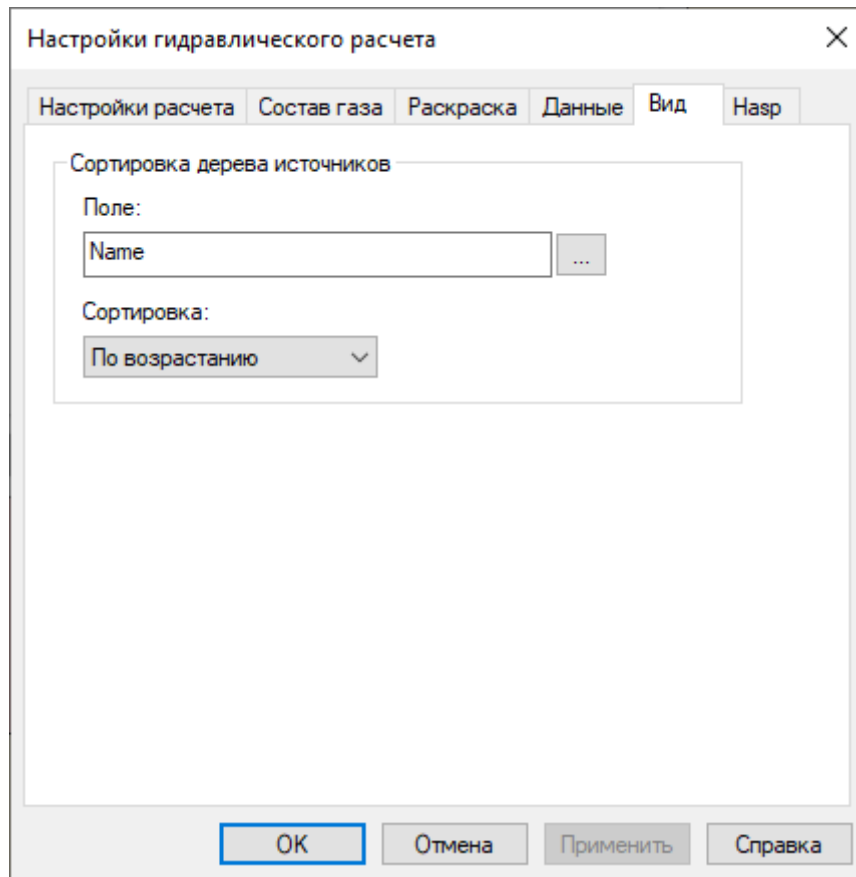 Настройки гидравлического расчета
Настройки расчета Состав газа Раскраска Данные Вид Hasp
Сортировка дерева источников
Поле:
Name ...
Сортировка:
По возрастанию
OK Отмена Применить Справка